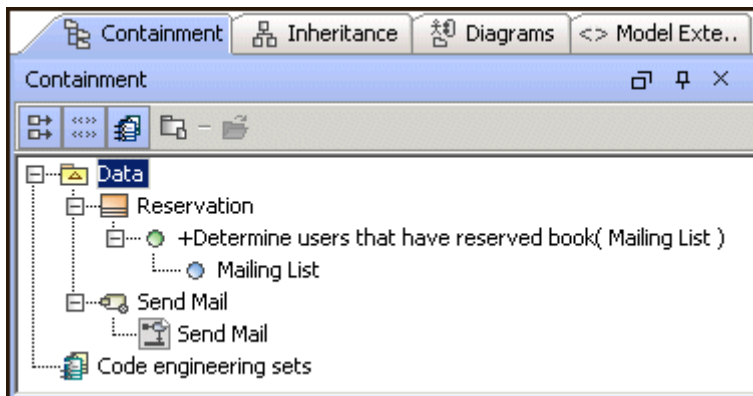 Containment Inheritance Diagrams <> Model Exte..
Containment
Data
Reservation
+Determine users that have reserved book( Mailing List )
Mailing List
Send Mail
Send Mail
Code engineering sets